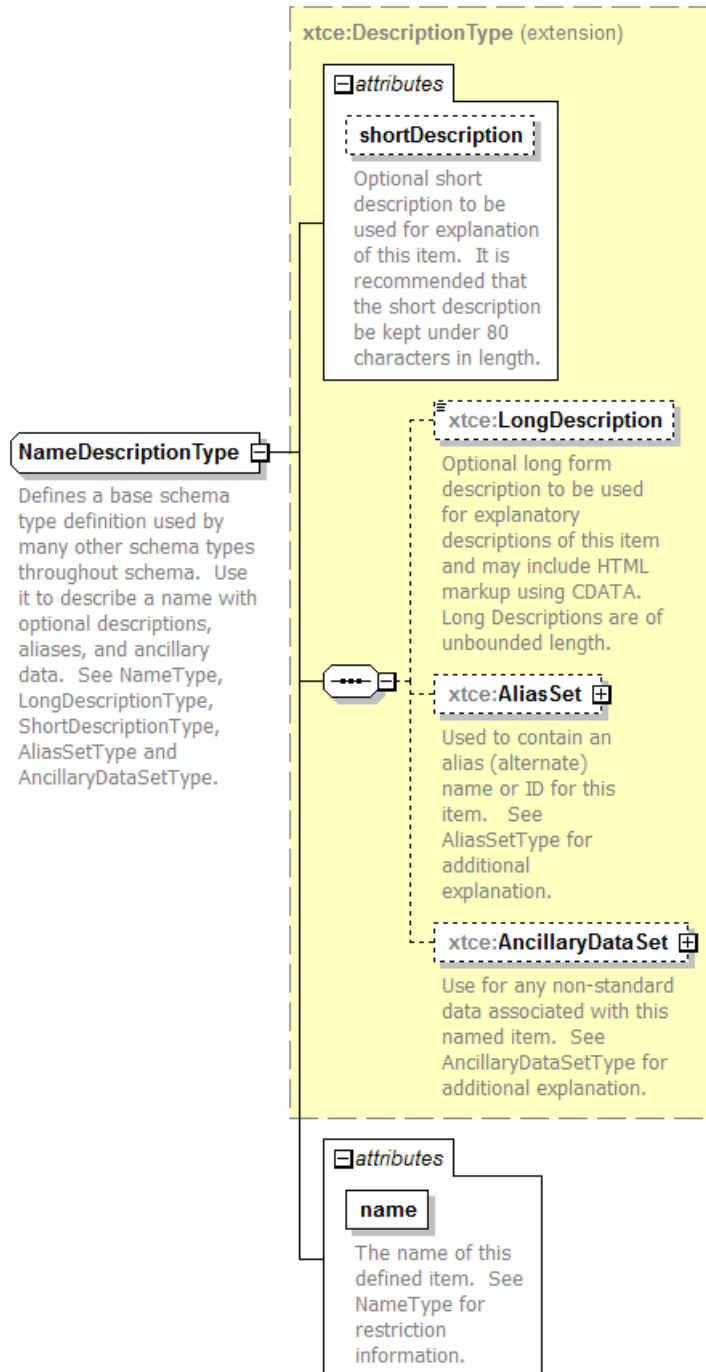 xtce:DescriptionType (extension)
attributes
shortDescription
Optional short
description to be
used for explanation
of this item.  It is
recommended that
the short description
be kept under 80
characters in length.
NameDescriptionType
Defines a base schema
type definition used by
many other schema types
throughout schema.  Use
it to describe a name with
optional descriptions,
aliases, and ancillary
data.  See NameType,
LongDescriptionType,
ShortDescriptionType,
AliasSetType and
AncillaryDataSetType.
xtce:LongDescription
Optional long form
description to be used
for explanatory
descriptions of this item
and may include HTML
markup using CDATA.
Long Descriptions are of
unbounded length.
xtce:AliasSet
Used to contain an
alias (alternate)
name or ID for this
item.   See
AliasSetType for
additional
explanation.
xtce:AncillaryDataSet
Use for any non-standard
data associated with this
named item.  See
AncillaryDataSetType for
additional explanation.
attributes
name
The name of this
defined item.  See
NameType for
restriction
information.